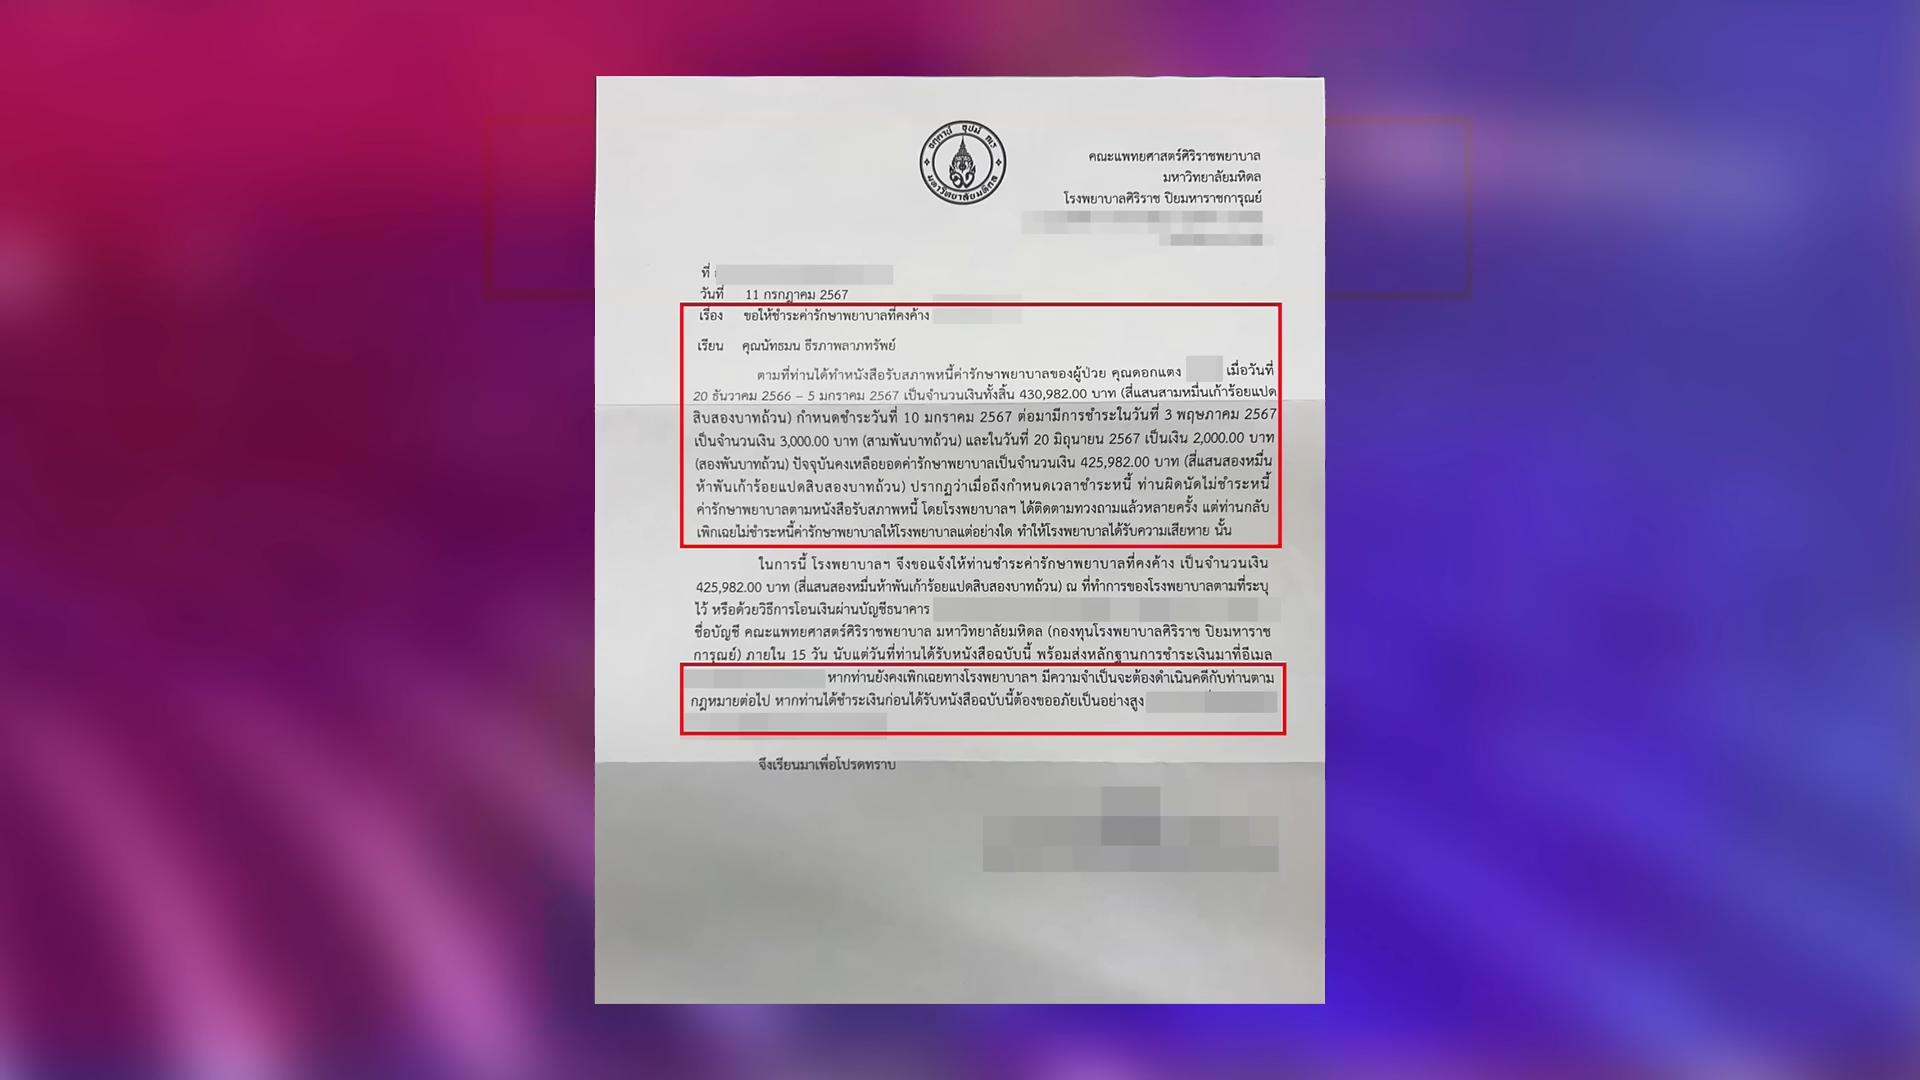 อตฺตานํ อุปมํ กเร
มหาวิทยาลัยมหิดล
คณะแพทยศาสตร์ศิริราชพยาบาล
มหาวิทยาลัยมหิดล
โรงพยาบาลศิริราช ปิยมหาราชการุณย์
ที่
วันที่ 11 กรกฎาคม 2567
เรื่อง ขอให้ชำระค่ารักษาพยาบาลที่คงค้าง
เรียน คุณนัทธมน ธีรภาพลาภทรัพย์
ตามที่ท่านได้ทำหนังสือรับสภาพหนี้ค่ารักษาพยาบาลของผู้ป่วย คุณดอกแตง เมื่อวันที่
20 ธันวาคม 2566 – 5 มกราคม 2567 เป็นจำนวนเงินทั้งสิ้น 430,982.00 บาท (สี่แสนสามหมื่นเก้าร้อยแปด
สิบสองบาทถ้วน) กำหนดชำระวันที่ 10 มกราคม 2567 ต่อมามีการชำระในวันที่ 3 พฤษภาคม 2567
เป็นจำนวนเงิน 3,000.00 บาท (สามพันบาทถ้วน) และในวันที่ 20 มิถุนายน 2567 เป็นเงิน 2,000.00 บาท
(สองพันบาทถ้วน) ปัจจุบันคงเหลือยอดค่ารักษาพยาบาลเป็นจำนวนเงิน 425,982.00 บาท (สี่แสนสองหมื่น
ห้าพันเก้าร้อยแปดสิบสองบาทถ้วน) ปรากฏว่าเมื่อถึงกำหนดเวลาชำระหนี้ ท่านผิดนัดไม่ชำระหนี้
ค่ารักษาพยาบาลตามหนังสือรับสภาพหนี้ โดยโรงพยาบาลฯ ได้ติดตามทวงถามแล้วหลายครั้ง แต่ท่านกลับ
เพิกเฉยไม่ชำระหนี้ค่ารักษาพยาบาลให้โรงพยาบาลแต่อย่างใด ทำให้โรงพยาบาลได้รับความเสียหาย นั้น
ในการนี้ โรงพยาบาลฯ จึงขอแจ้งให้ท่านชำระค่ารักษาพยาบาลที่คงค้าง เป็นจำนวนเงิน
425,982.00 บาท (สี่แสนสองหมื่นห้าพันเก้าร้อยแปดสิบสองบาทถ้วน) ณ ที่ทำการของโรงพยาบาลตามที่ระบุ
ไว้ หรือด้วยวิธีการโอนเงินผ่านบัญชีธนาคาร
ชื่อบัญชี คณะแพทยศาสตร์ศิริราชพยาบาล มหาวิทยาลัยมหิดล (กองทุนโรงพยาบาลศิริราช ปิยมหาราช
การุณย์) ภายใน 15 วัน นับแต่วันที่ท่านได้รับหนังสือฉบับนี้ พร้อมส่งหลักฐานการชำระเงินมาที่อีเมล
หากท่านยังคงเพิกเฉยทางโรงพยาบาลฯ มีความจำเป็นจะต้องดำเนินคดีกับท่านตาม
กฎหมายต่อไป หากท่านได้ชำระเงินก่อนได้รับหนังสือฉบับนี้ต้องขออภัยเป็นอย่างสูง
จึงเรียนมาเพื่อโปรดทราบ